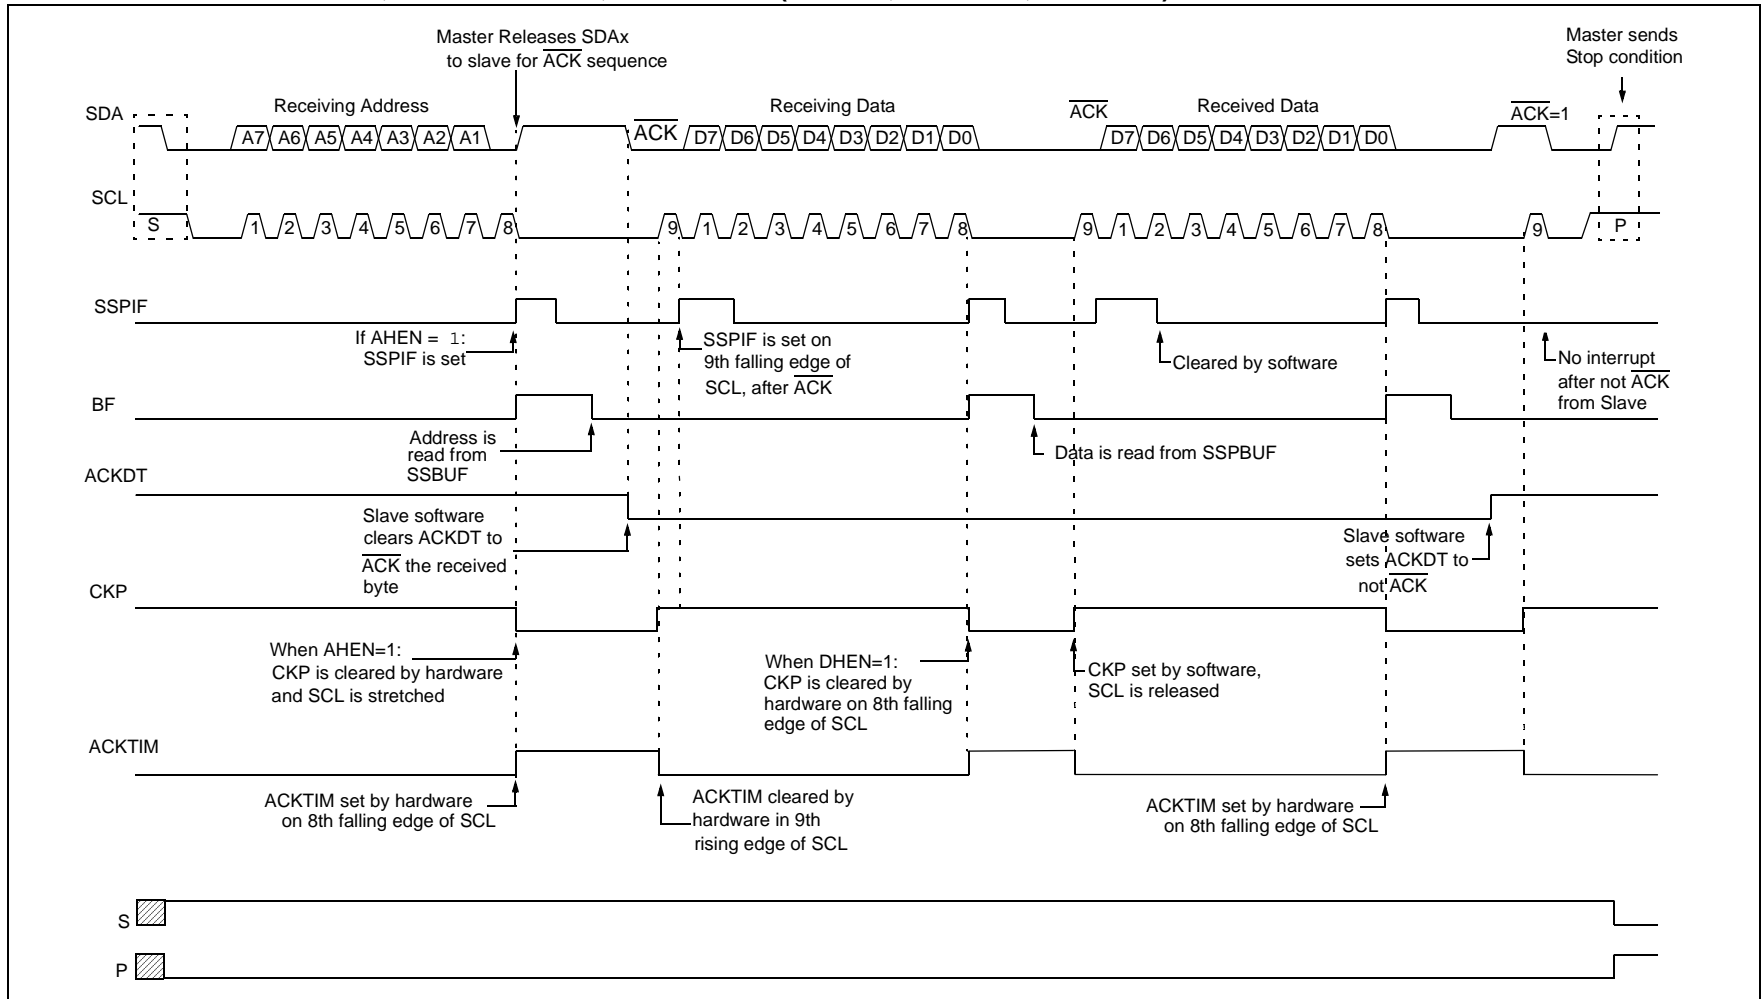 Master Releases SDAx
to slave for ACK sequence
Master sends
Stop condition
SDA
Receiving Address
A7 A6 A5 A4 A3 A2 A1
ACK
Receiving Data
D7 D6 D5 D4 D3 D2 D1 D0
ACK
Received Data
D7 D6 D5 D4 D3 D2 D1 D0
ACK=1
SCL
S
1 2 3 4 5 6 7 8
9 1 2 3 4 5 6 7 8
9 1 2 3 4 5 6 7 8
9
P
SSPIF
If AHEN = 1:
SSPIF is set
SSPIF is set on
9th falling edge of
SCL, after ACK
Cleared by software
No interrupt
after not ACK
from Slave
BF
Address is
read from
SSBUF
Data is read from SSPBUF
ACKDT
Slave software
clears ACKDT to
ACK the received
byte
Slave software
sets ACKDT to
not ACK
CKP
When AHEN=1:
CKP is cleared by hardware
and SCL is stretched
When DHEN=1:
CKP is cleared by
hardware on 8th falling
edge of SCL
CKP set by software,
SCL is released
ACKTIM
ACKTIM set by hardware
on 8th falling edge of SCL
ACKTIM cleared by
hardware in 9th
rising edge of SCL
ACKTIM set by hardware
on 8th falling edge of SCL
S
P